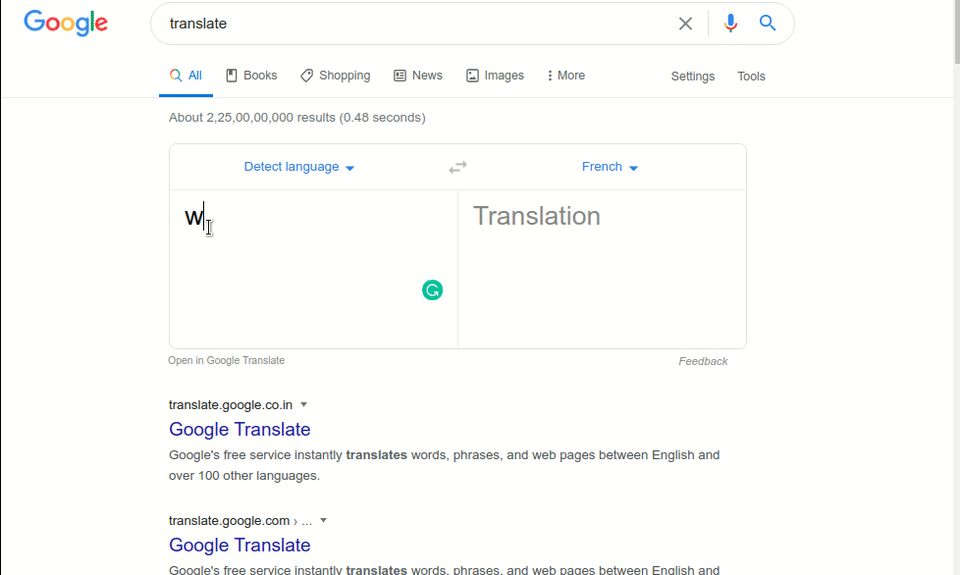 Google
translate
All Books Shopping News Images More Settings Tools
About 2,25,00,00,000 results (0.48 seconds)
Detect language French
w
Translation
Open in Google Translate Feedback
translate.google.co.in
Google Translate
Google's free service instantly translates words, phrases, and web pages between English and
over 100 other languages.
translate.google.com › ...
Google Translate
Google's free service instantly translates words, phrases, and web pages between English and